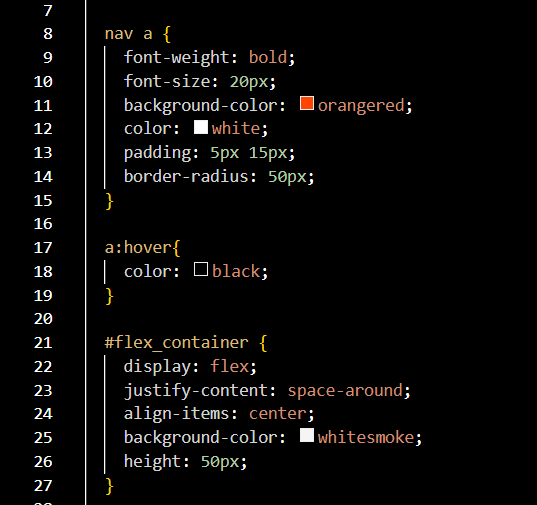 7
8 nav a {
9 font-weight: bold;
10 font-size: 20px;
11 background-color: orangered;
12 color: white;
13 padding: 5px 15px;
14 border-radius: 50px;
15 }
16
17 a:hover{
18 color: black;
19 }
20
21 #flex_container {
22 display: flex;
23 justify-content: space-around;
24 align-items: center;
25 background-color: whitesmoke;
26 height: 50px;
27 }